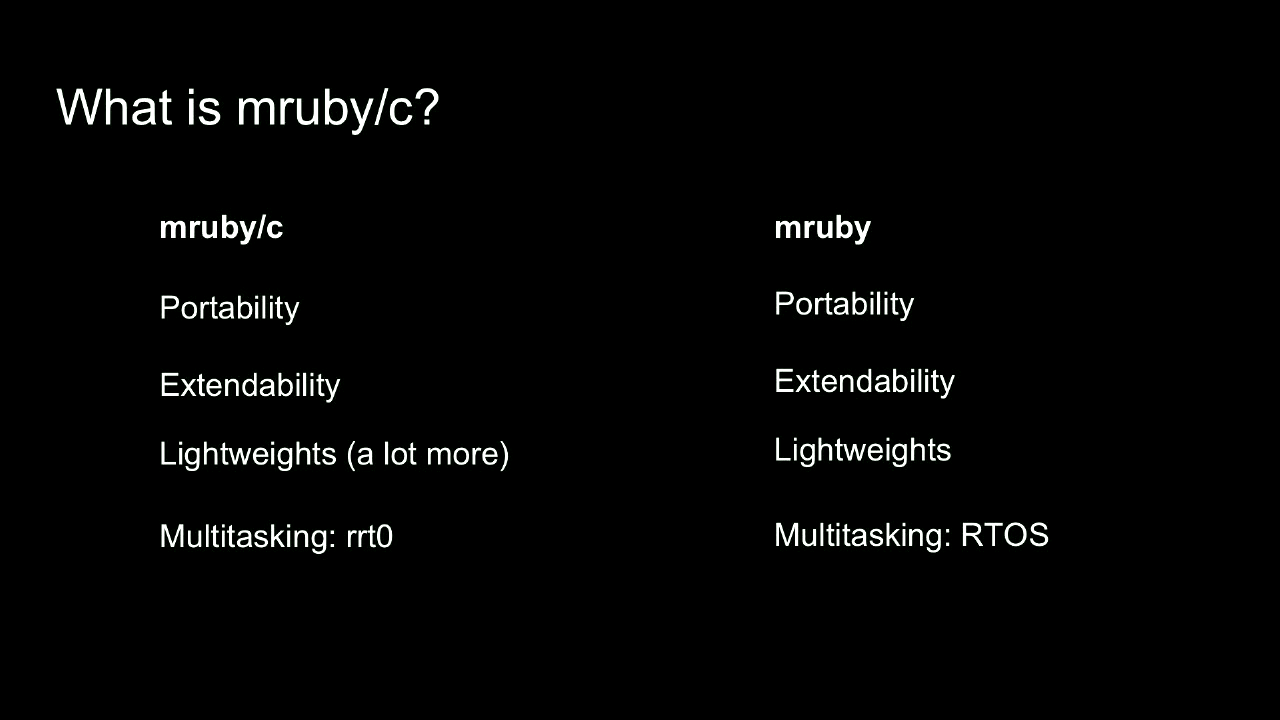 What is mruby/c?
mruby/c
Portability
Extendability
Lightweights (a lot more)
Multitasking: rrt0
mruby
Portability
Extendability
Lightweights
Multitasking: RTOS